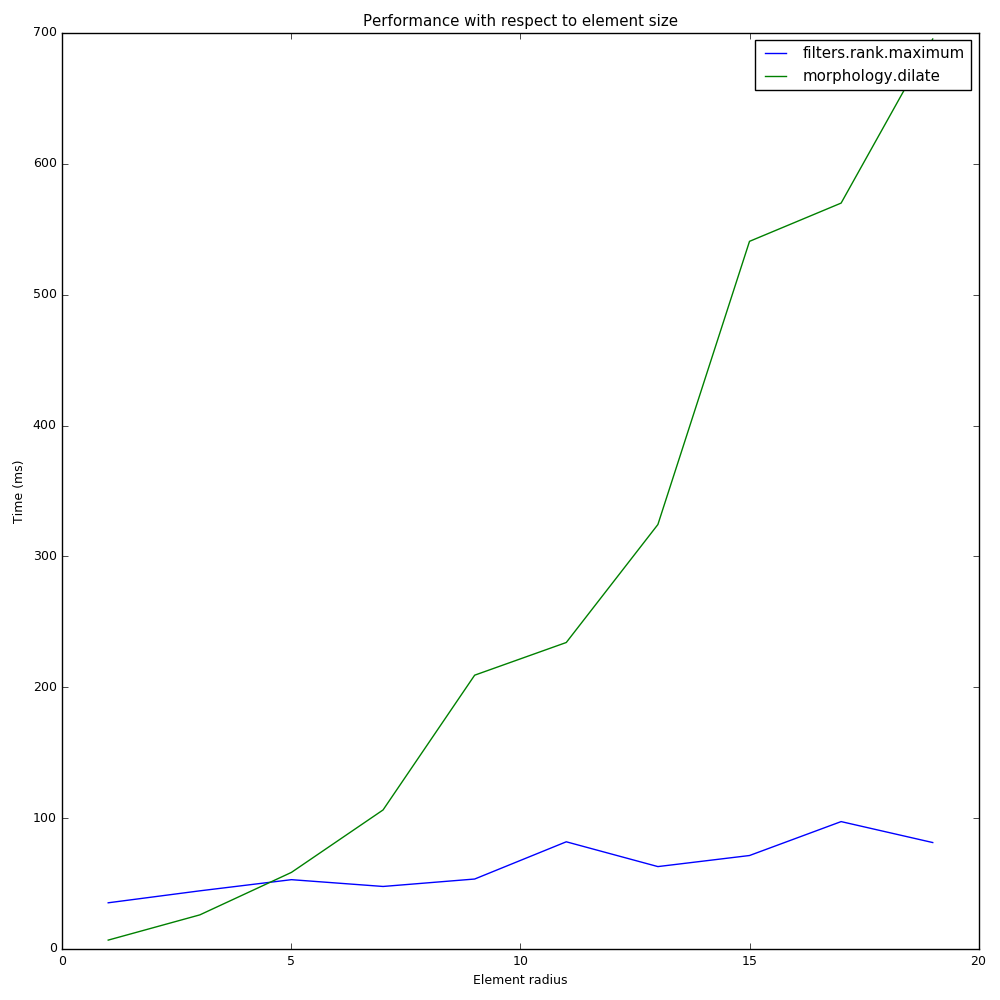 Performance with respect to element size
filters.rank.maximum
morphology.dilate
700
600
500
400
300
200
100
0
Time (ms)
0 5 10 15 20
Element radius